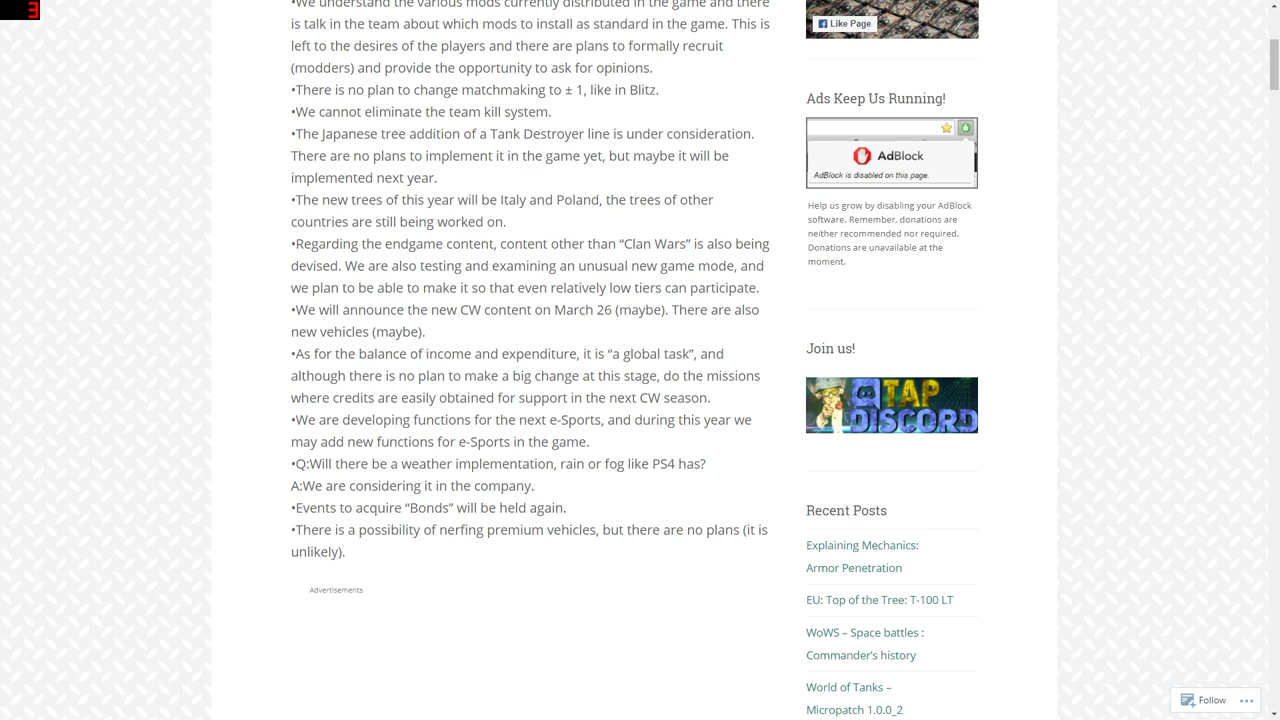 3
•We understand the various mods currently distributed in the game and there
is talk in the team about which mods to install as standard in the game. This is
left to the desires of the players and there are plans to formally recruit
(modders) and provide the opportunity to ask for opinions.
•There is no plan to change matchmaking to ± 1, like in Blitz.
•We cannot eliminate the team kill system.
•The Japanese tree addition of a Tank Destroyer line is under consideration.
There are no plans to implement it in the game yet, but maybe it will be
implemented next year.
•The new trees of this year will be Italy and Poland, the trees of other
countries are still being worked on.
•Regarding the endgame content, content other than “Clan Wars” is also being
devised. We are also testing and examining an unusual new game mode, and
we plan to be able to make it so that even relatively low tiers can participate.
•We will announce the new CW content on March 26 (maybe). There are also
new vehicles (maybe).
•As for the balance of income and expenditure, it is “a global task”, and
although there is no plan to make a big change at this stage, do the missions
where credits are easily obtained for support in the next CW season.
•We are developing functions for the next e-Sports, and during this year we
may add new functions for e-Sports in the game.
•Q:Will there be a weather implementation, rain or fog like PS4 has?
A:We are considering it in the company.
•Events to acquire “Bonds” will be held again.
•There is a possibility of nerfing premium vehicles, but there are no plans (it is
unlikely).
Advertisements
Like Page
Ads Keep Us Running!
AdBlock
AdBlock is disabled on this page.
Help us grow by disabling your AdBlock
software. Remember, donations are
neither recommended nor required.
Donations are unavailable at the
moment.
Join us!
TAP
DISCORD
Recent Posts
Explaining Mechanics:
Armor Penetration
EU: Top of the Tree: T-100 LT
WoWS – Space battles :
Commander’s history
World of Tanks –
Micropatch 1.0.0_2
Follow